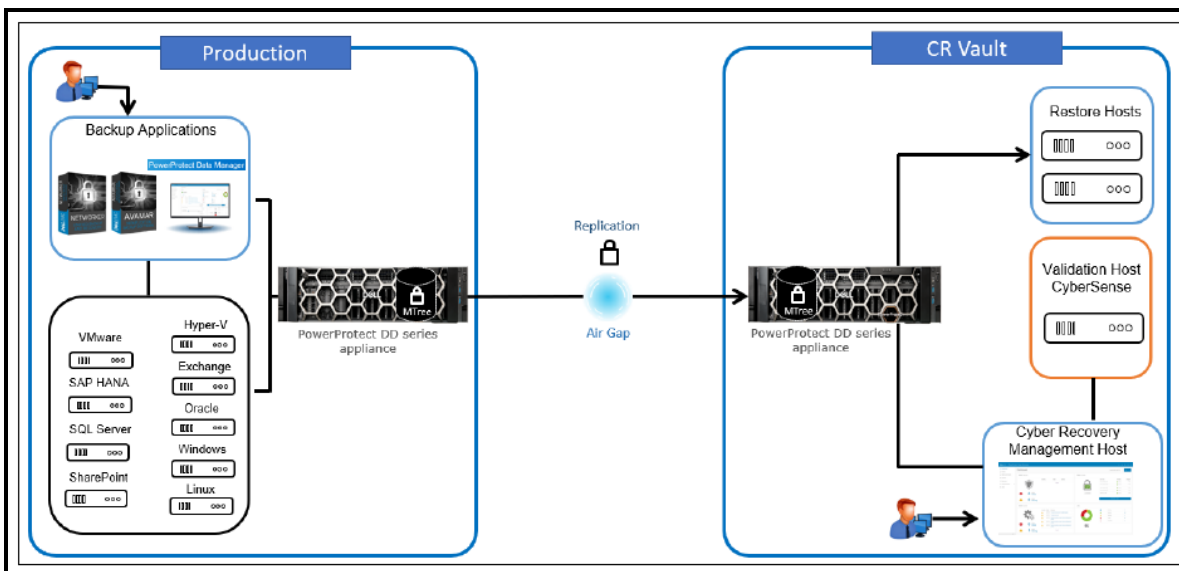 Production
Backup Applications
PowerProtect Data Manager
NETWORKER
AVAMAR
VMware
SAP HANA
SQL Server
SharePoint
Hyper-V
Exchange
Oracle
Windows
Linux
MTree
PowerProtect DD series
appliance
Replication
Air Gap
CR Vault
MTree
PowerProtect DD series
appliance
Restore Hosts
Validation Host
CyberSense
Cyber Recovery
Management Host